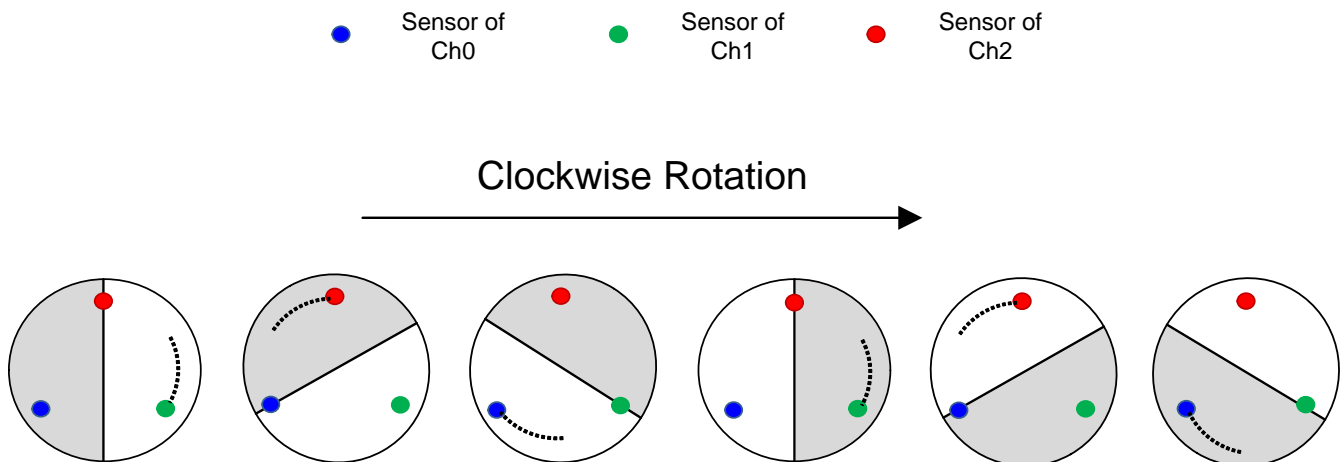 Sensor of
Ch0
Sensor of
Ch1
Sensor of
Ch2
Clockwise Rotation